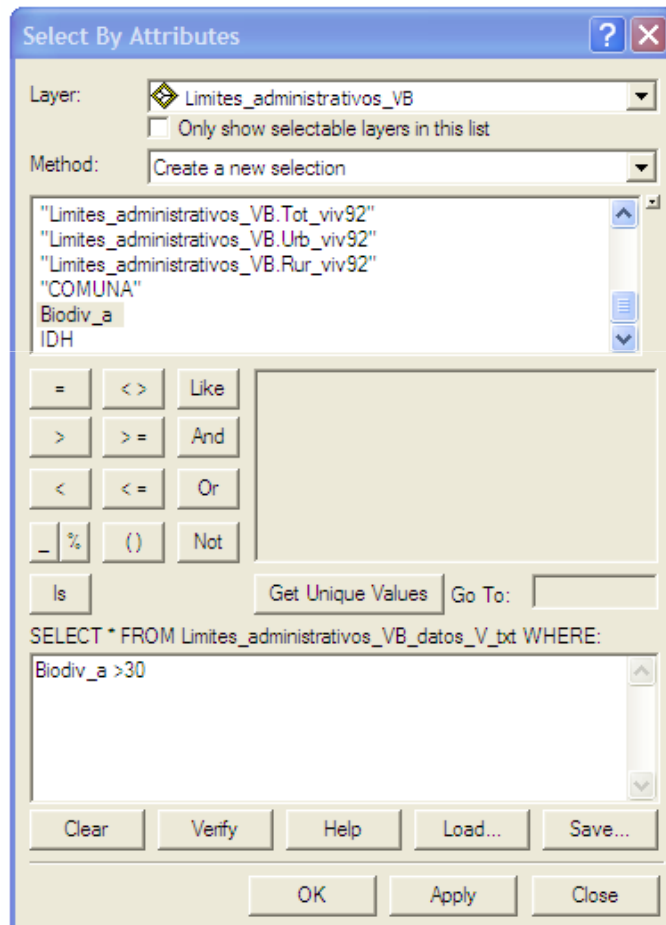 Select By Attributes
Layer: Limites_administrativos_VB
Only show selectable layers in this list
Method: Create a new selection
"Limites_administrativos_VB.Tot_viv92"
"Limites_administrativos_VB.Urb_viv92"
"Limites_administrativos_VB.Rur_viv92"
"COMUNA"
Biodiv_a
IDH
= < > Like
> > = And
< < = Or
_ % ( ) Not
Is Get Unique Values Go To:
SELECT * FROM Limites_administrativos_VB_datos_V_txt WHERE:
Biodiv_a >30
Clear Verify Help Load... Save...
OK Apply Close